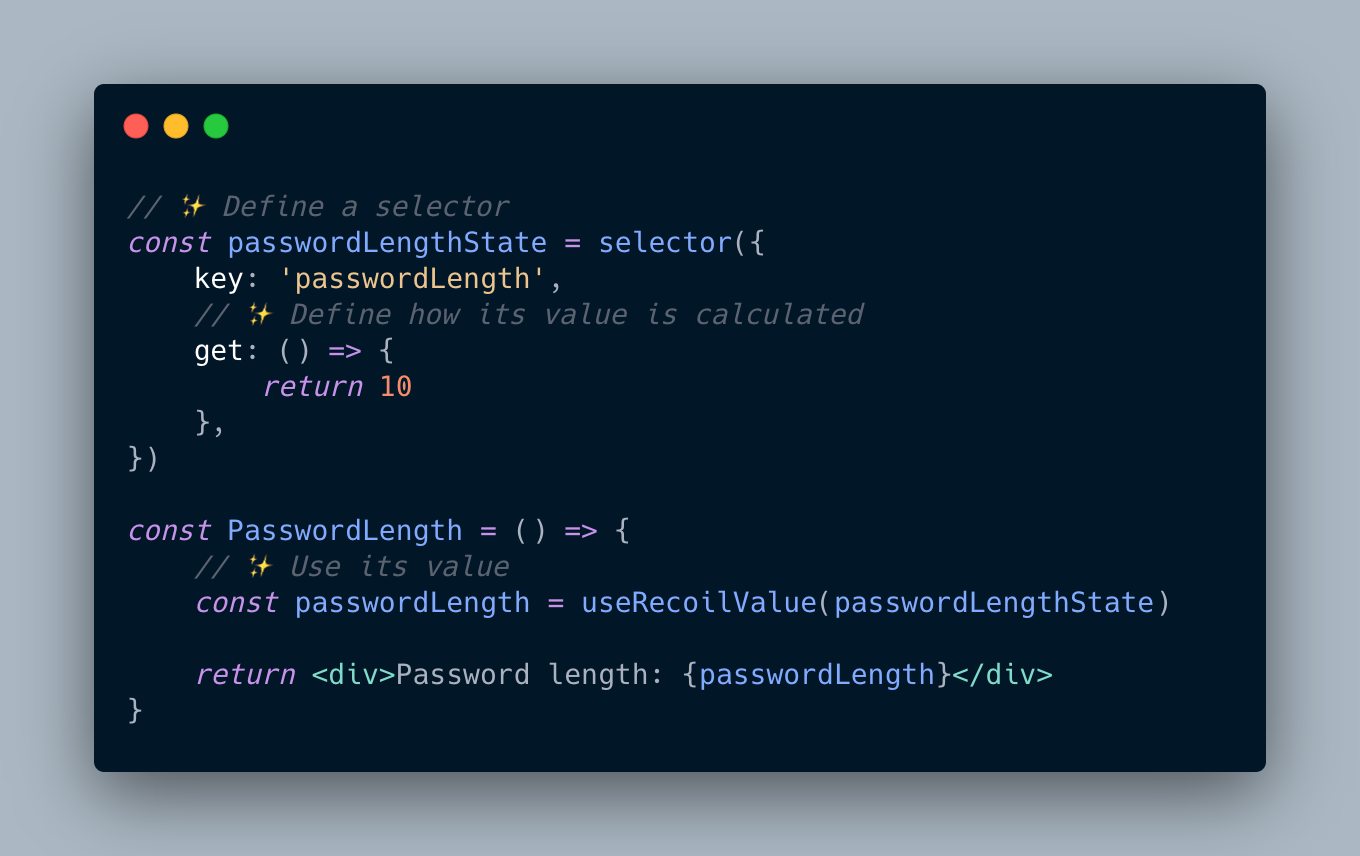 // ✨ Define a selector
const passwordLengthState = selector({
    key: 'passwordLength',
    // ✨ Define how its value is calculated
    get: () => {
        return 10
    },
})

const PasswordLength = () => {
    // ✨ Use its value
    const passwordLength = useRecoilValue(passwordLengthState)

    return <div>Password length: {passwordLength}</div>
}